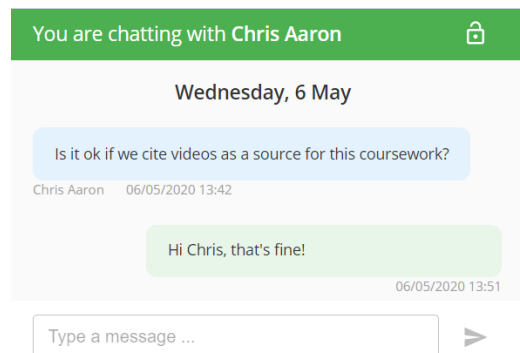 You are chatting with Chris Aaron
Wednesday, 6 May
Is it ok if we cite videos as a source for this coursework?
Chris Aaron 06/05/2020 13:42
Hi Chris, that's fine!
06/05/2020 13:51
Type a message ...